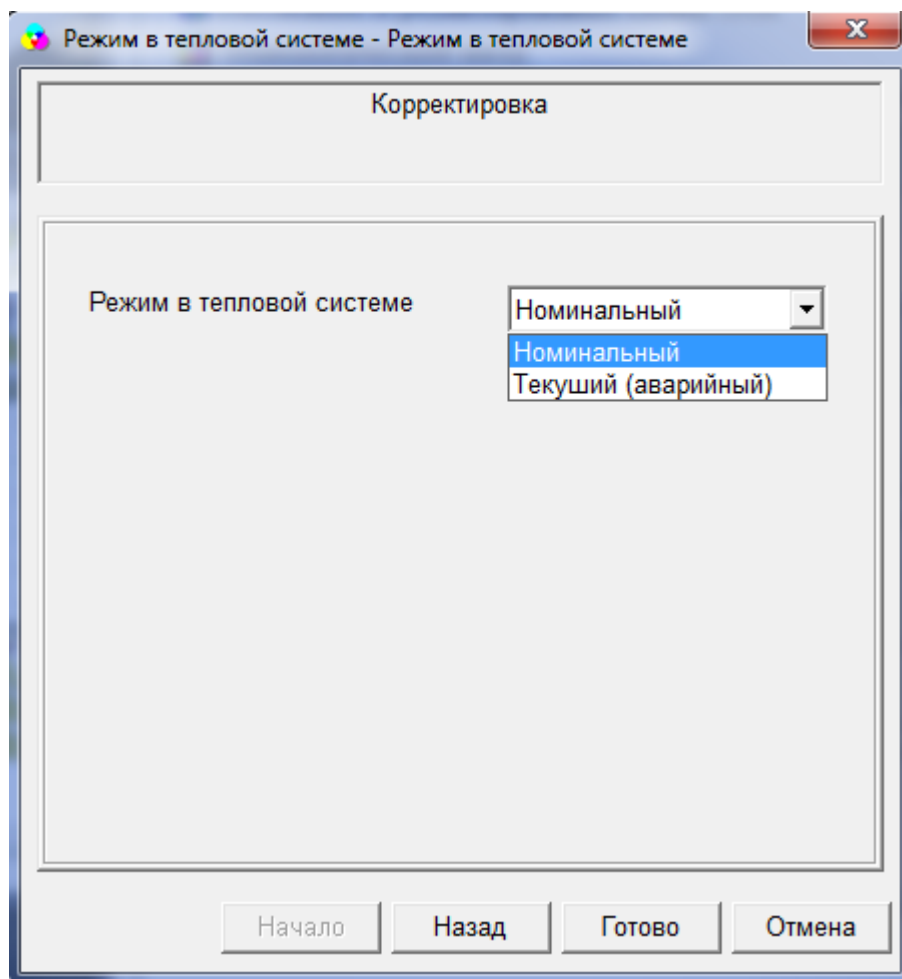 Режим в тепловой системе - Режим в тепловой системе
Корректировка
Режим в тепловой системе
Номинальный
Номинальный
Текуший (аварийный)
Начало
Назад
Готово
Отмена